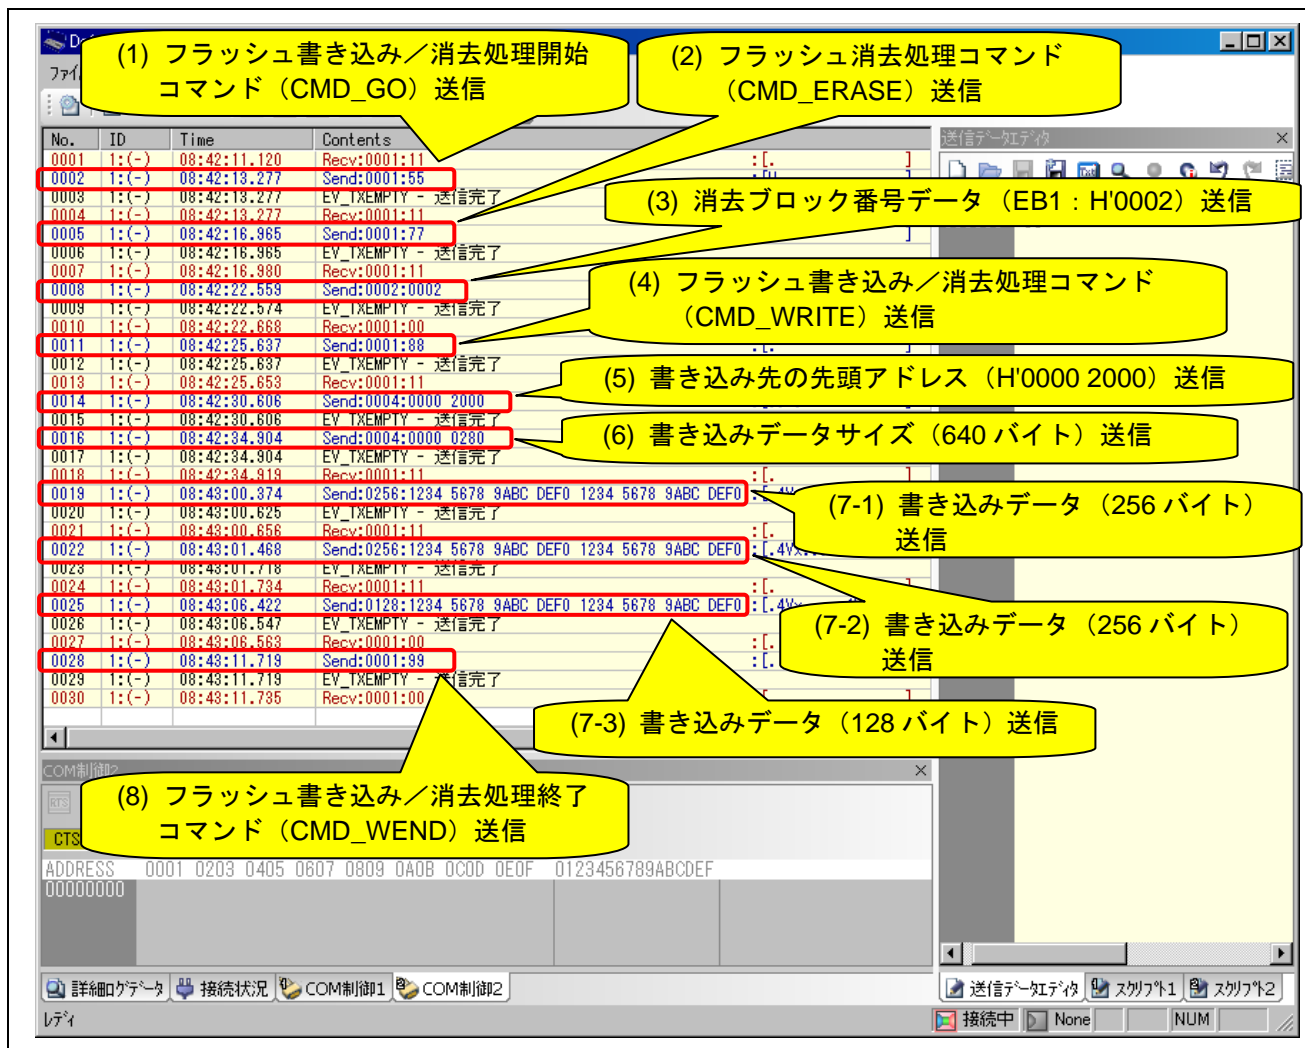 (1) フラッシュ書き込み／消去処理開始
コマンド（CMD_GO）送信
(2) フラッシュ消去処理コマンド
（CMD_ERASE）送信
No. ID Time Contents
送信ﾃﾞｰﾀｴﾃﾞｨﾀ
0001 1:(-) 08:42:11.120 Recv:0001:11 :[. ]
0002 1:(-) 08:42:13.277 Send:0001:55
0003 1:(-) 08:42:13.277 EV_TXEMPTY - 送信完了
(3) 消去ブロック番号データ（EB1：H'0002）送信
0004 1:(-) 08:42:13.277 Recv:0001:11
0005 1:(-) 08:42:16.965 Send:0001:77 ]
0006 1:(-) 08:42:16.965 EV_TXEMPTY - 送信完了
0007 1:(-) 08:42:16.980 Recv:0001:11
0008 1:(-) 08:42:22.559 Send:0002:0002
(4) フラッシュ書き込み／消去処理コマンド
（CMD_WRITE）送信
0009 1:(-) 08:42:22.574 EV_TXEMPTY - 送信完了
0010 1:(-) 08:42:22.668 Recv:0001:00
0011 1:(-) 08:42:25.637 Send:0001:88 :[. ]
0012 1:(-) 08:42:25.637 EV_TXEMPTY - 送信完了
0013 1:(-) 08:42:25.653 Recv:0001:11
(5) 書き込み先の先頭アドレス（H'0000 2000）送信
0014 1:(-) 08:42:30.606 Send:0004:0000 2000
0015 1:(-) 08:42:30.606 EV_TXEMPTY - 送信完了
0016 1:(-) 08:42:34.904 Send:0004:0000 0280
(6) 書き込みデータサイズ（640 バイト）送信
0017 1:(-) 08:42:34.904 EV_TXEMPTY - 送信完了
0018 1:(-) 08:42:34.919 Recv:0001:11 :[. ]
0019 1:(-) 08:43:00.374 Send:0256:1234 5678 9ABC DEF0 1234 5678 9ABC DEF0 :[.4V
(7-1) 書き込みデータ（256 バイト）
送信
0020 1:(-) 08:43:00.625 EV_TXEMPTY - 送信完了
0021 1:(-) 08:43:00.656 Recv:0001:11 :[.
0022 1:(-) 08:43:01.468 Send:0256:1234 5678 9ABC DEF0 1234 5678 9ABC DEF0 :[.4Vx.
0023 1:(-) 08:43:01.718 EV_TXEMPTY - 送信完了
0024 1:(-) 08:43:01.734 Recv:0001:11 :[. ]
0025 1:(-) 08:43:06.422 Send:0128:1234 5678 9ABC DEF0 1234 5678 9ABC DEF0 :[.4Vx
0026 1:(-) 08:43:06.547 EV_TXEMPTY - 送信完了
(7-2) 書き込みデータ（256 バイト）
送信
0027 1:(-) 08:43:06.563 Recv:0001:00 :[.
0028 1:(-) 08:43:11.719 Send:0001:99 :[.
0029 1:(-) 08:43:11.719 EV_TXEMPTY - 送信完了
0030 1:(-) 08:43:11.735 Recv:0001:00 :[. ]
(7-3) 書き込みデータ（128 バイト）送信
COM制御2
(8) フラッシュ書き込み／消去処理終了
コマンド（CMD_WEND）送信
RTS
CTS
ADDRESS 0001 0203 0405 0607 0809 0A0B 0C0D 0E0F 0123456789ABCDEF
00000000
詳細ﾛｸﾞﾃﾞｰﾀ 接続状況 COM制御1 COM制御2
送信ﾃﾞｰﾀｴﾃﾞｨﾀ ｽｸﾘﾌﾟﾄ1 ｽｸﾘﾌﾟﾄ2
ﾚﾃﾞｨ 接続中 None NUM